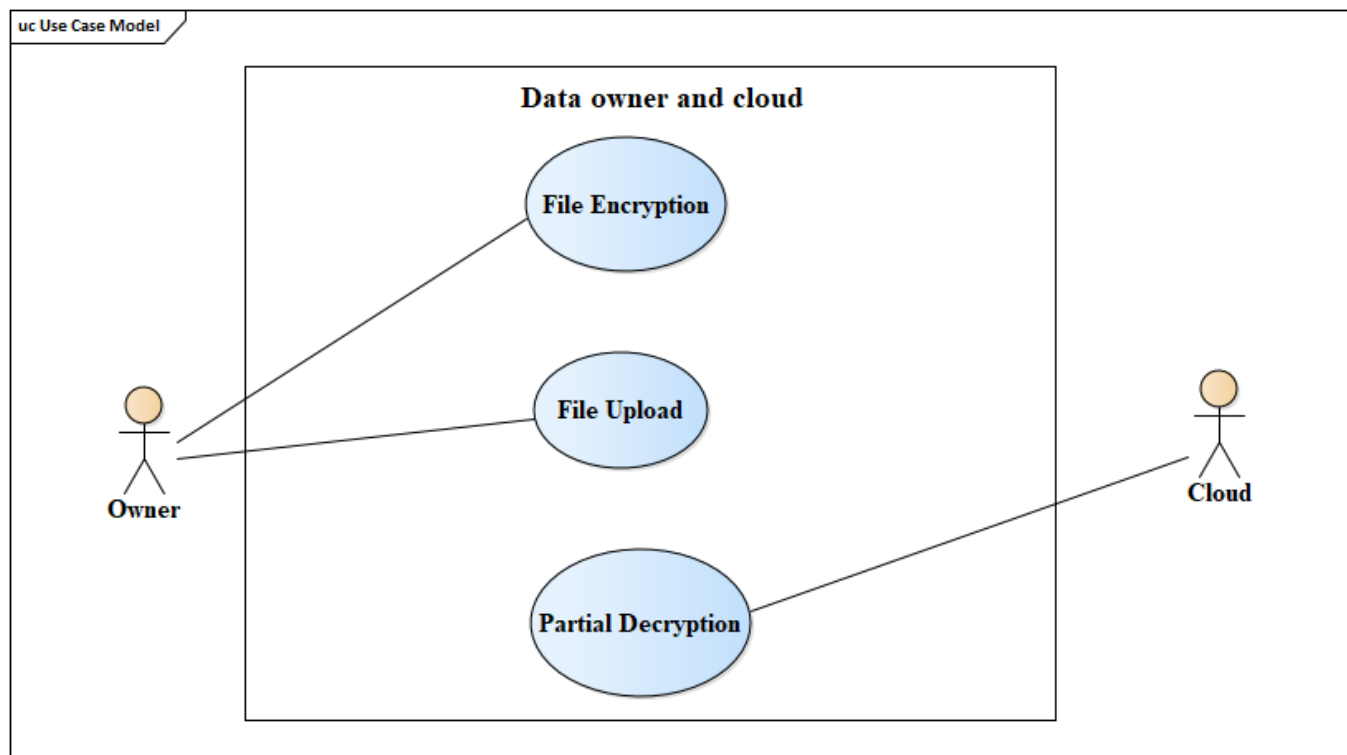 uc Use Case Model
Data owner and cloud
File Encryption
File Upload
Owner
Cloud
Partial Decryption